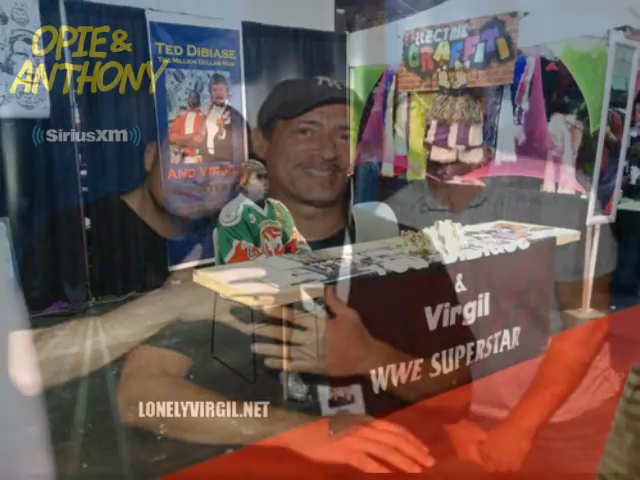 OPIE &
ANTHONY
SiriusXM
TED DIBIASE
THE MILLION DOLLAR MAN
AND VIRGIL
ELECTRIC
GRAFFITI
&
Virgil
WWE SUPERSTAR
LONELYVIRGIL.NET